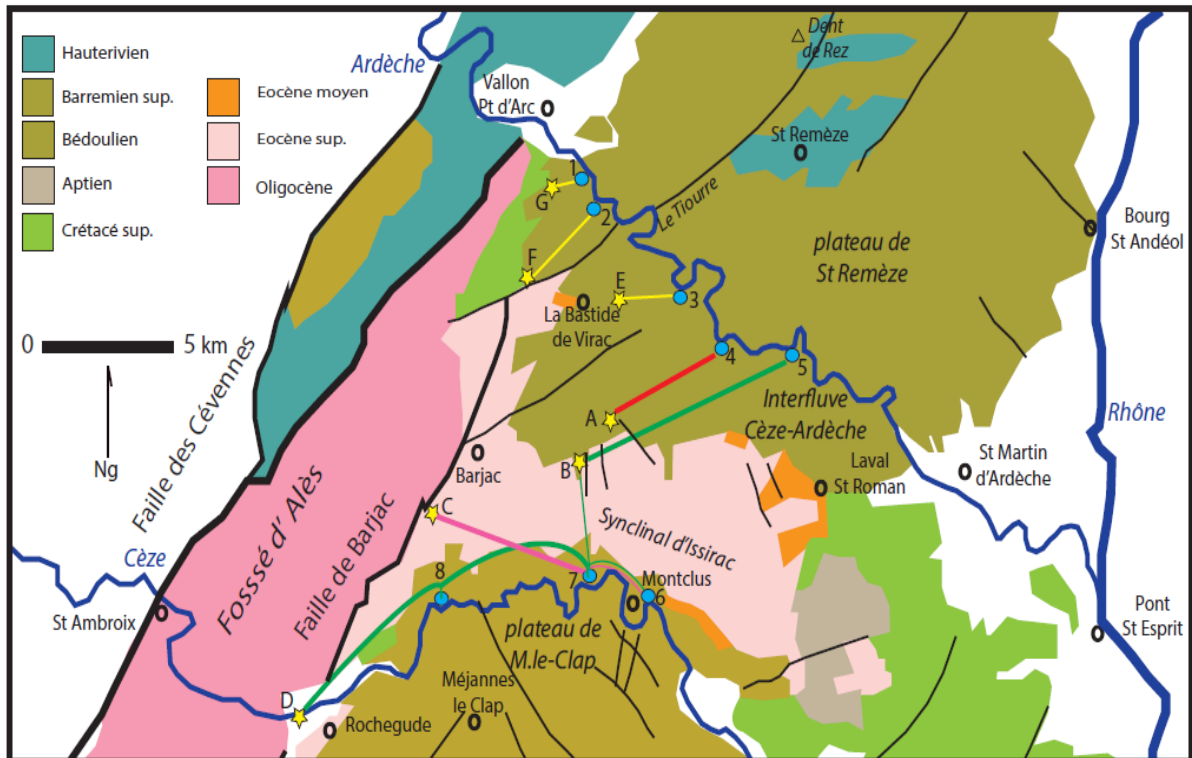 Hauterivien
Barremien sup.
Bédoulien
Aptien
Crétacé sup.
Eocène moyen
Eocène sup.
Oligocène
0 5 km
Ng
Ardèche
Vallon
Pt d'Arc
Dent
de Rez
St Remèze
Le Tiourre
plateau de
St Remèze
Bourg
St Andéol
1
G
2
F
E
3
La Bastide
de Virac
4
5
A
Interfluve
Cèze-Ardèche
Rhône
B
Barjac
Laval
St Roman
St Martin
d'Ardèche
C
Synclinal d'Issirac
Faille des Cévennes
Fosssé d' Alès
Faille de Barjac
Cèze
St Ambroix
8
7
Montclus
6
plateau de
M.le-Clap
Pont
St Esprit
D
Rochegude
Méjannes
le Clap